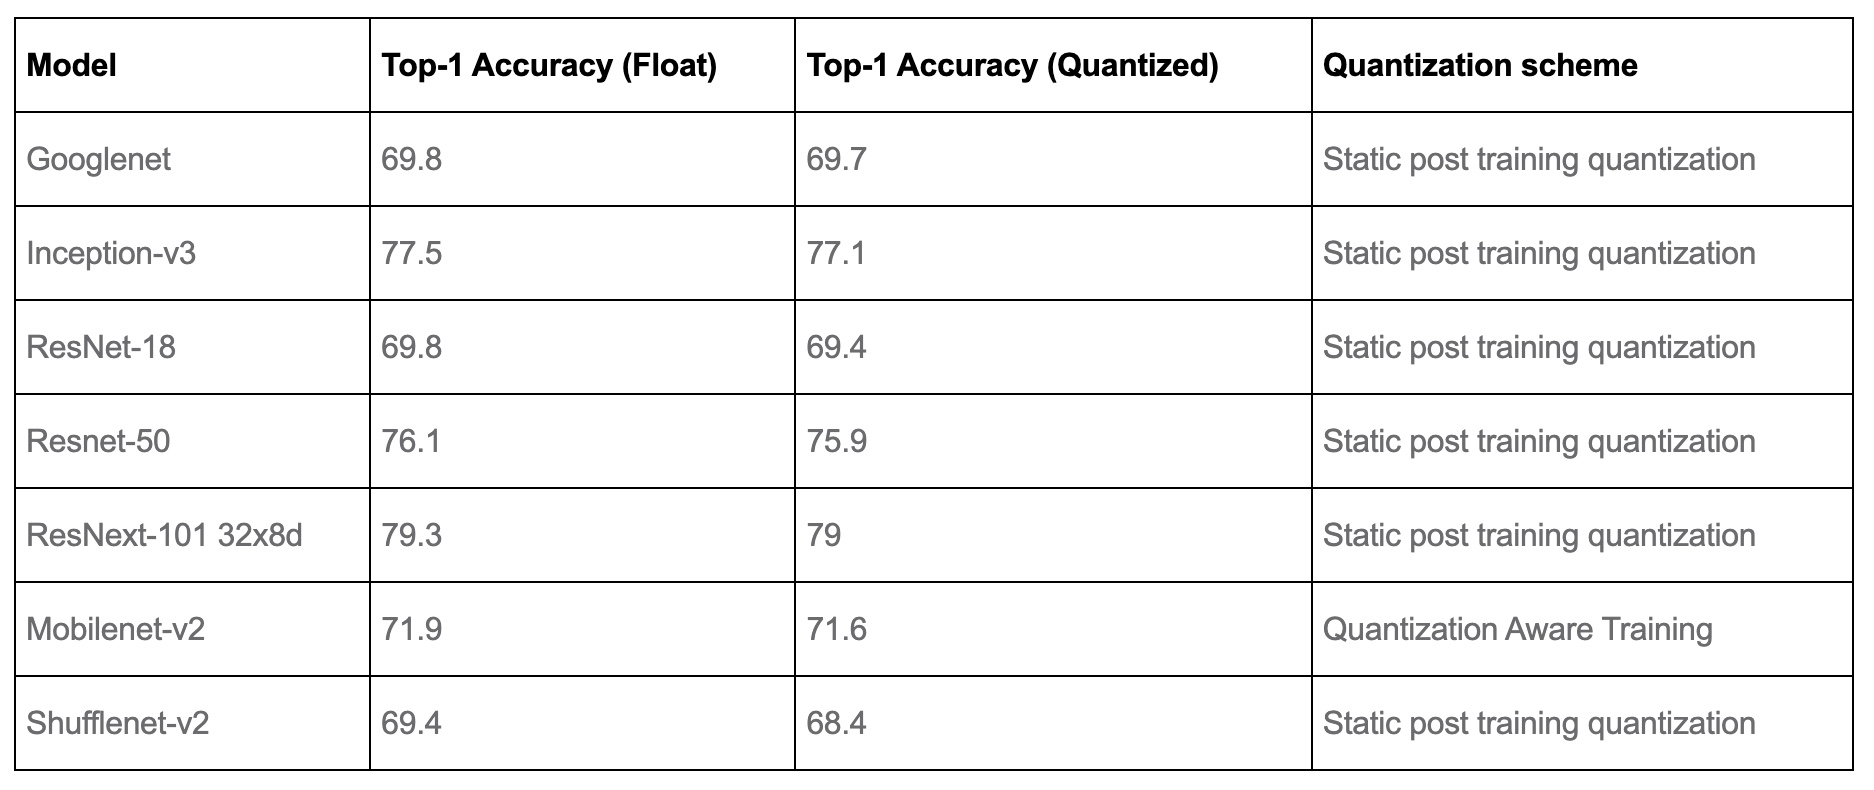 Model Top-1 Accuracy (Float) Top-1 Accuracy (Quantized) Quantization scheme
Googlenet 69.8 69.7 Static post training quantization
Inception-v3 77.5 77.1 Static post training quantization
ResNet-18 69.8 69.4 Static post training quantization
Resnet-50 76.1 75.9 Static post training quantization
ResNext-101 32x8d 79.3 79 Static post training quantization
Mobilenet-v2 71.9 71.6 Quantization Aware Training
Shufflenet-v2 69.4 68.4 Static post training quantization